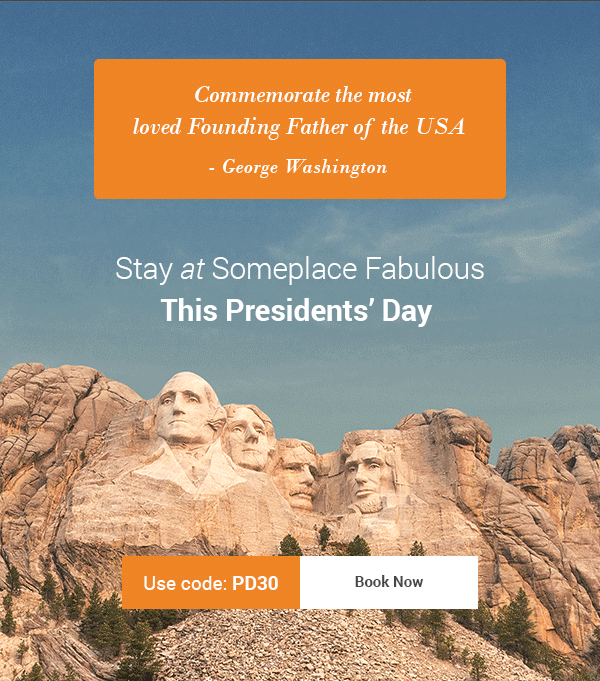 Commemorate the most
loved Founding Father of the USA
- George Washington
Stay at Someplace Fabulous
This Presidents’ Day
Use code: PD30
Book Now